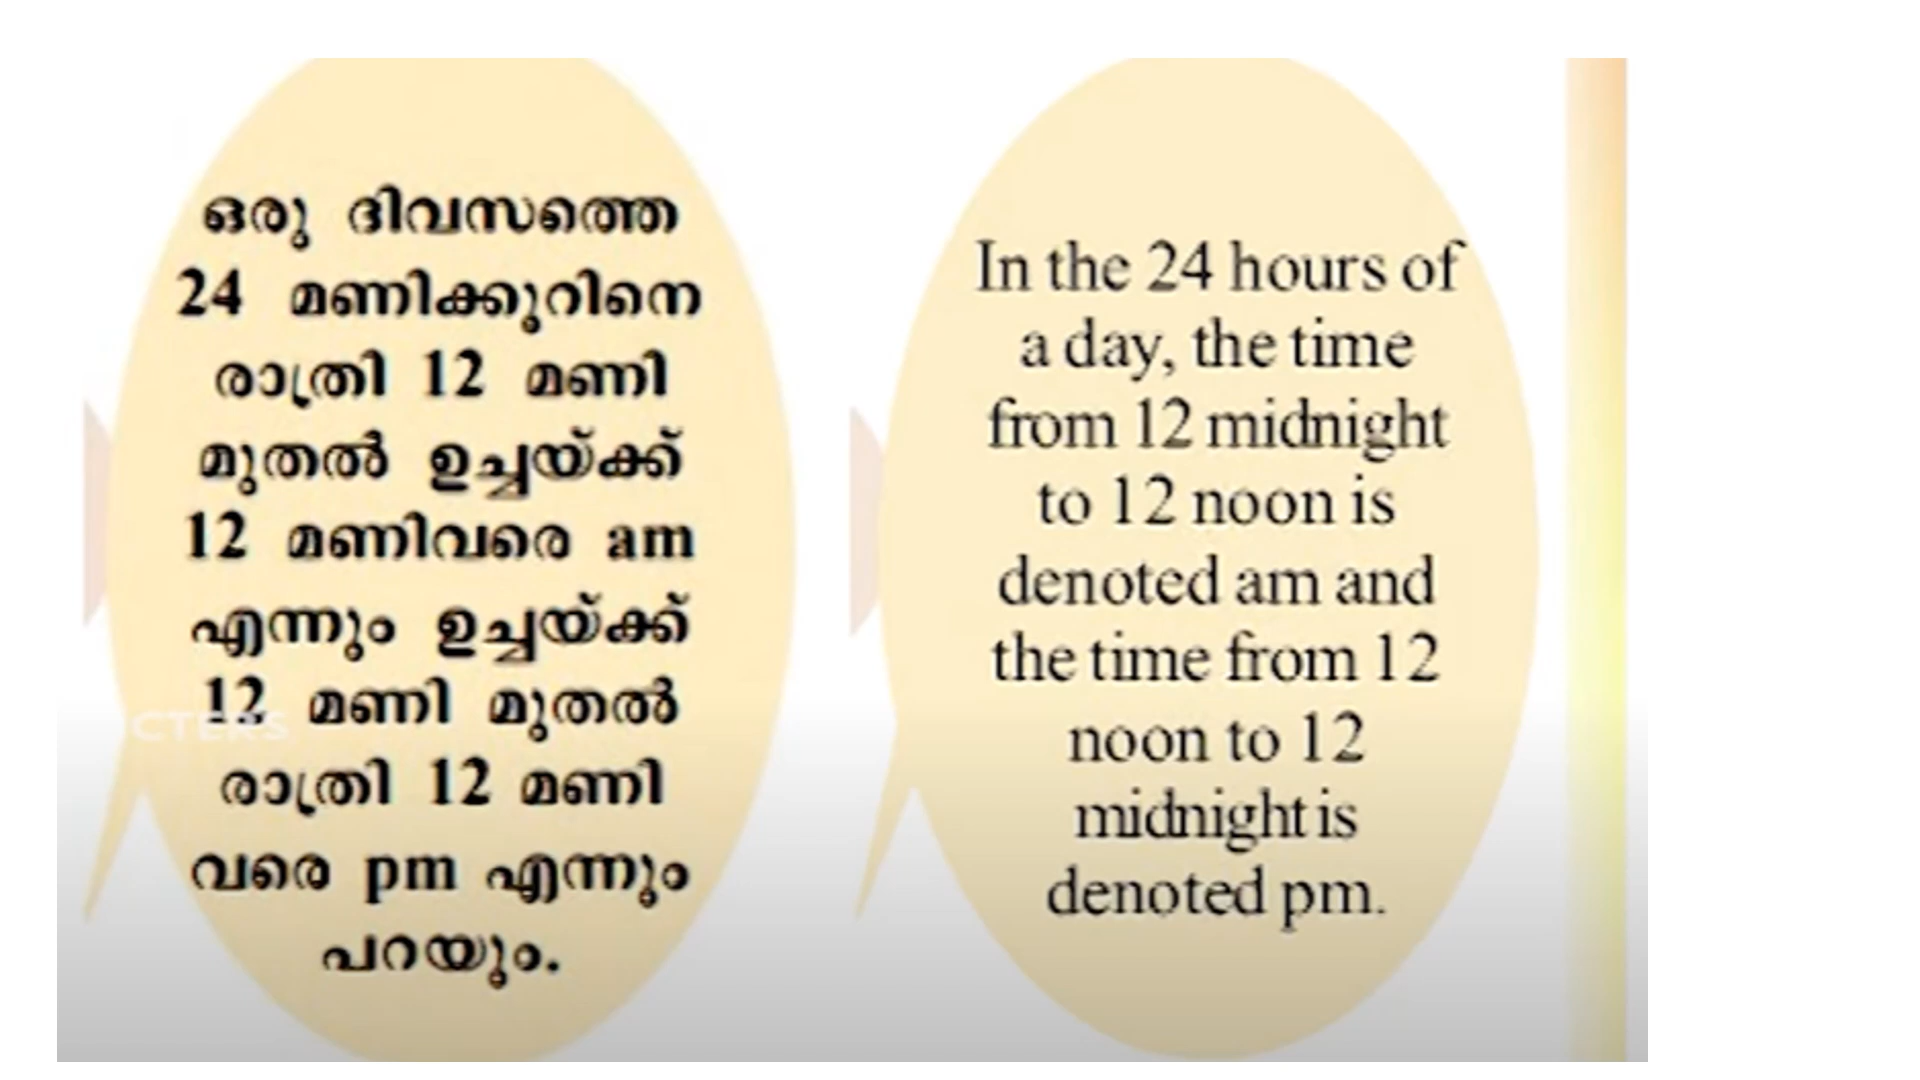 ഒരു ദിവസത്തെ
24 മണിക്കൂറിനെ
രാത്രി 12 മണി
മുതൽ ഉച്ചയ്ക്ക്
12 മണിവരെ am
എന്നും ഉച്ചയ്ക്ക്
12 മണി മുതൽ
രാത്രി 12 മണി
വരെ pm എന്നും
പറയും.
In the 24 hours of
a day, the time
from 12 midnight
to 12 noon is
denoted am and
the time from 12
noon to 12
midnight is
denoted pm.
CTERS